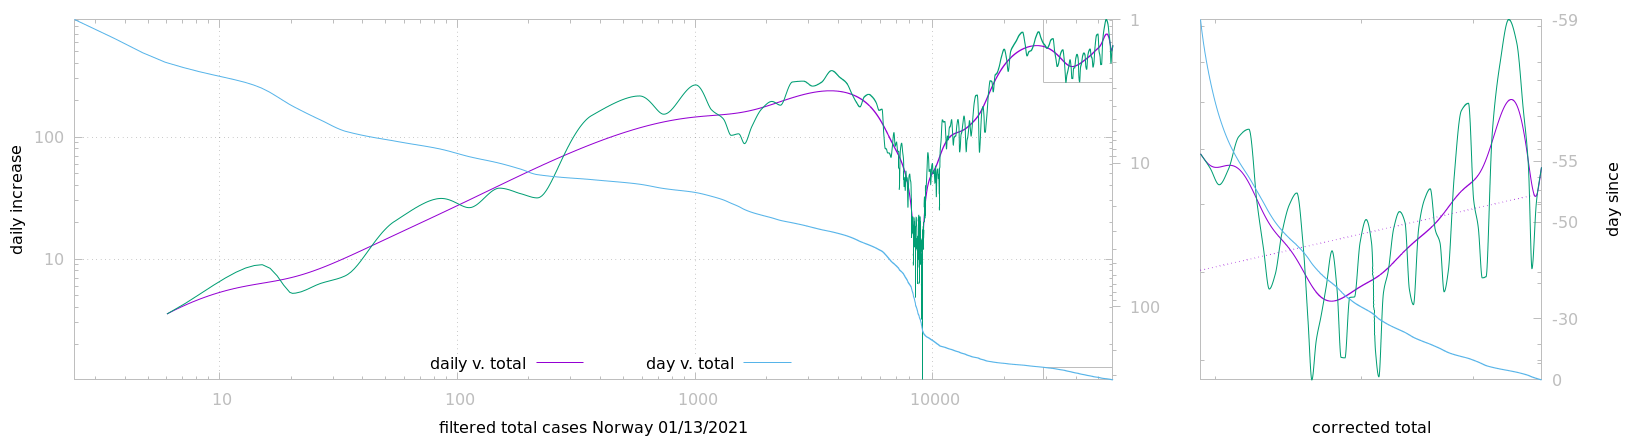 daily increase
100
10
10
100
1000
10000
1
10
100
daily v. total
day v. total
filtered total cases Norway 01/13/2021
-59
-55
-50
-30
0
day since
corrected total